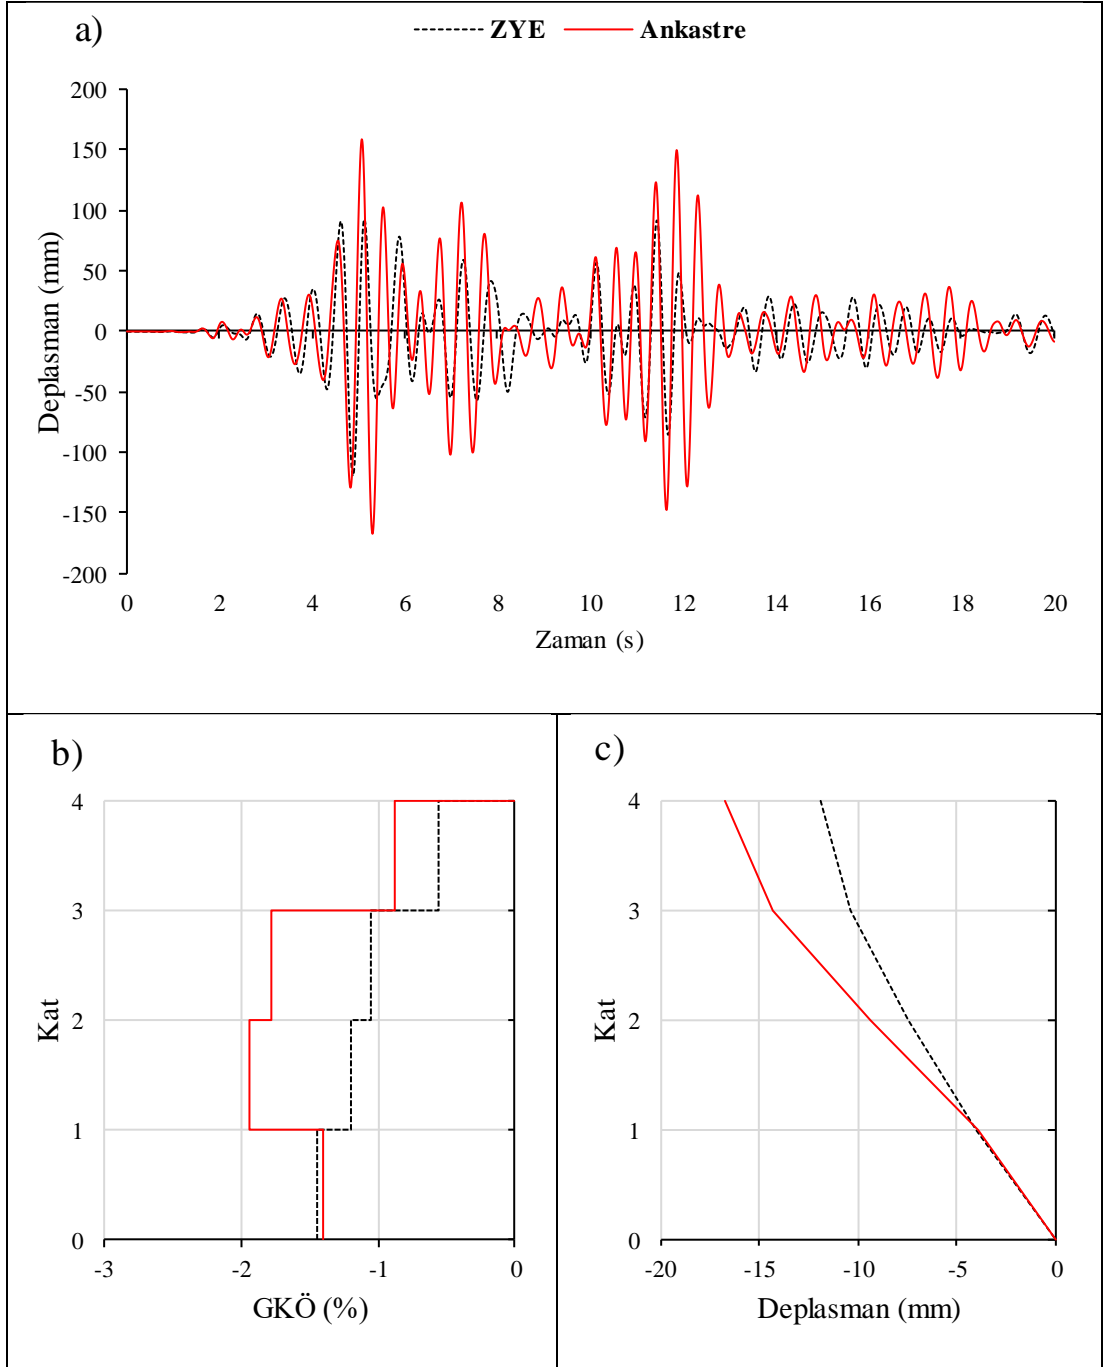 a)
ZYE Ankastre
200
150
100
50
0
-50
-100
-150
-200
Deplasman (mm)
0 2 4 6 8 10 12 14 16 18 20
Zaman (s)
b)
4
3
2
1
0
Kat
-3 -2 -1 0
GKÖ (%)
c)
4
3
2
1
0
Kat
-20 -15 -10 -5 0
Deplasman (mm)